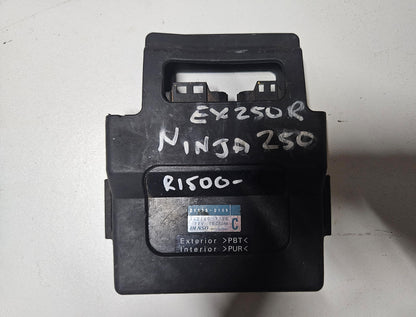 EX250R
NINJA 250
R1500-
DENSO
C
Exterior >PBT<
Interior >PUR<